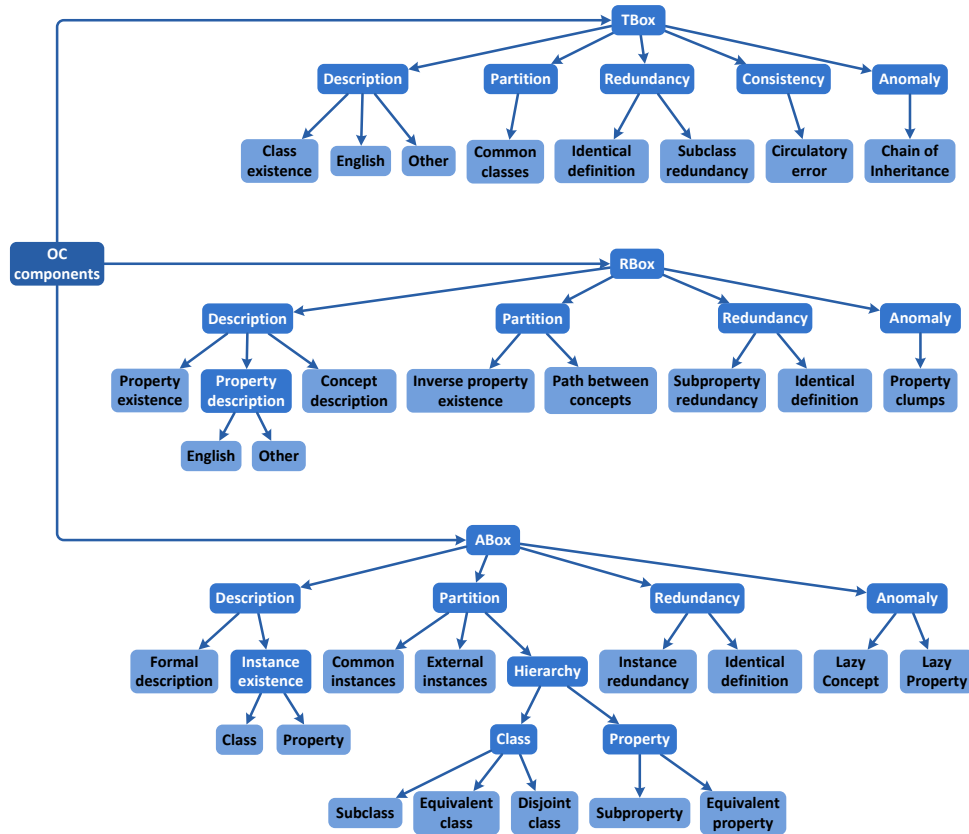 TBox
Description
Partition
Redundancy
Consistency
Anomaly
Class
existence
English
Other
Common
classes
Identical
definition
Subclass
redundancy
Circulatory
error
Chain of
Inheritance
OC
components
RBox
Description
Partition
Redundancy
Anomaly
Property
existence
Property
description
Concept
description
Inverse property
existence
Path between
concepts
Subproperty
redundancy
Identical
definition
Property
clumps
English
Other
ABox
Description
Partition
Redundancy
Anomaly
Formal
description
Instance
existence
Common
instances
External
instances
Hierarchy
Instance
redundancy
Identical
definition
Lazy
Concept
Lazy
Property
Class
Property
Class
Property
Subclass
Equivalent
class
Disjoint
class
Subproperty
Equivalent
property